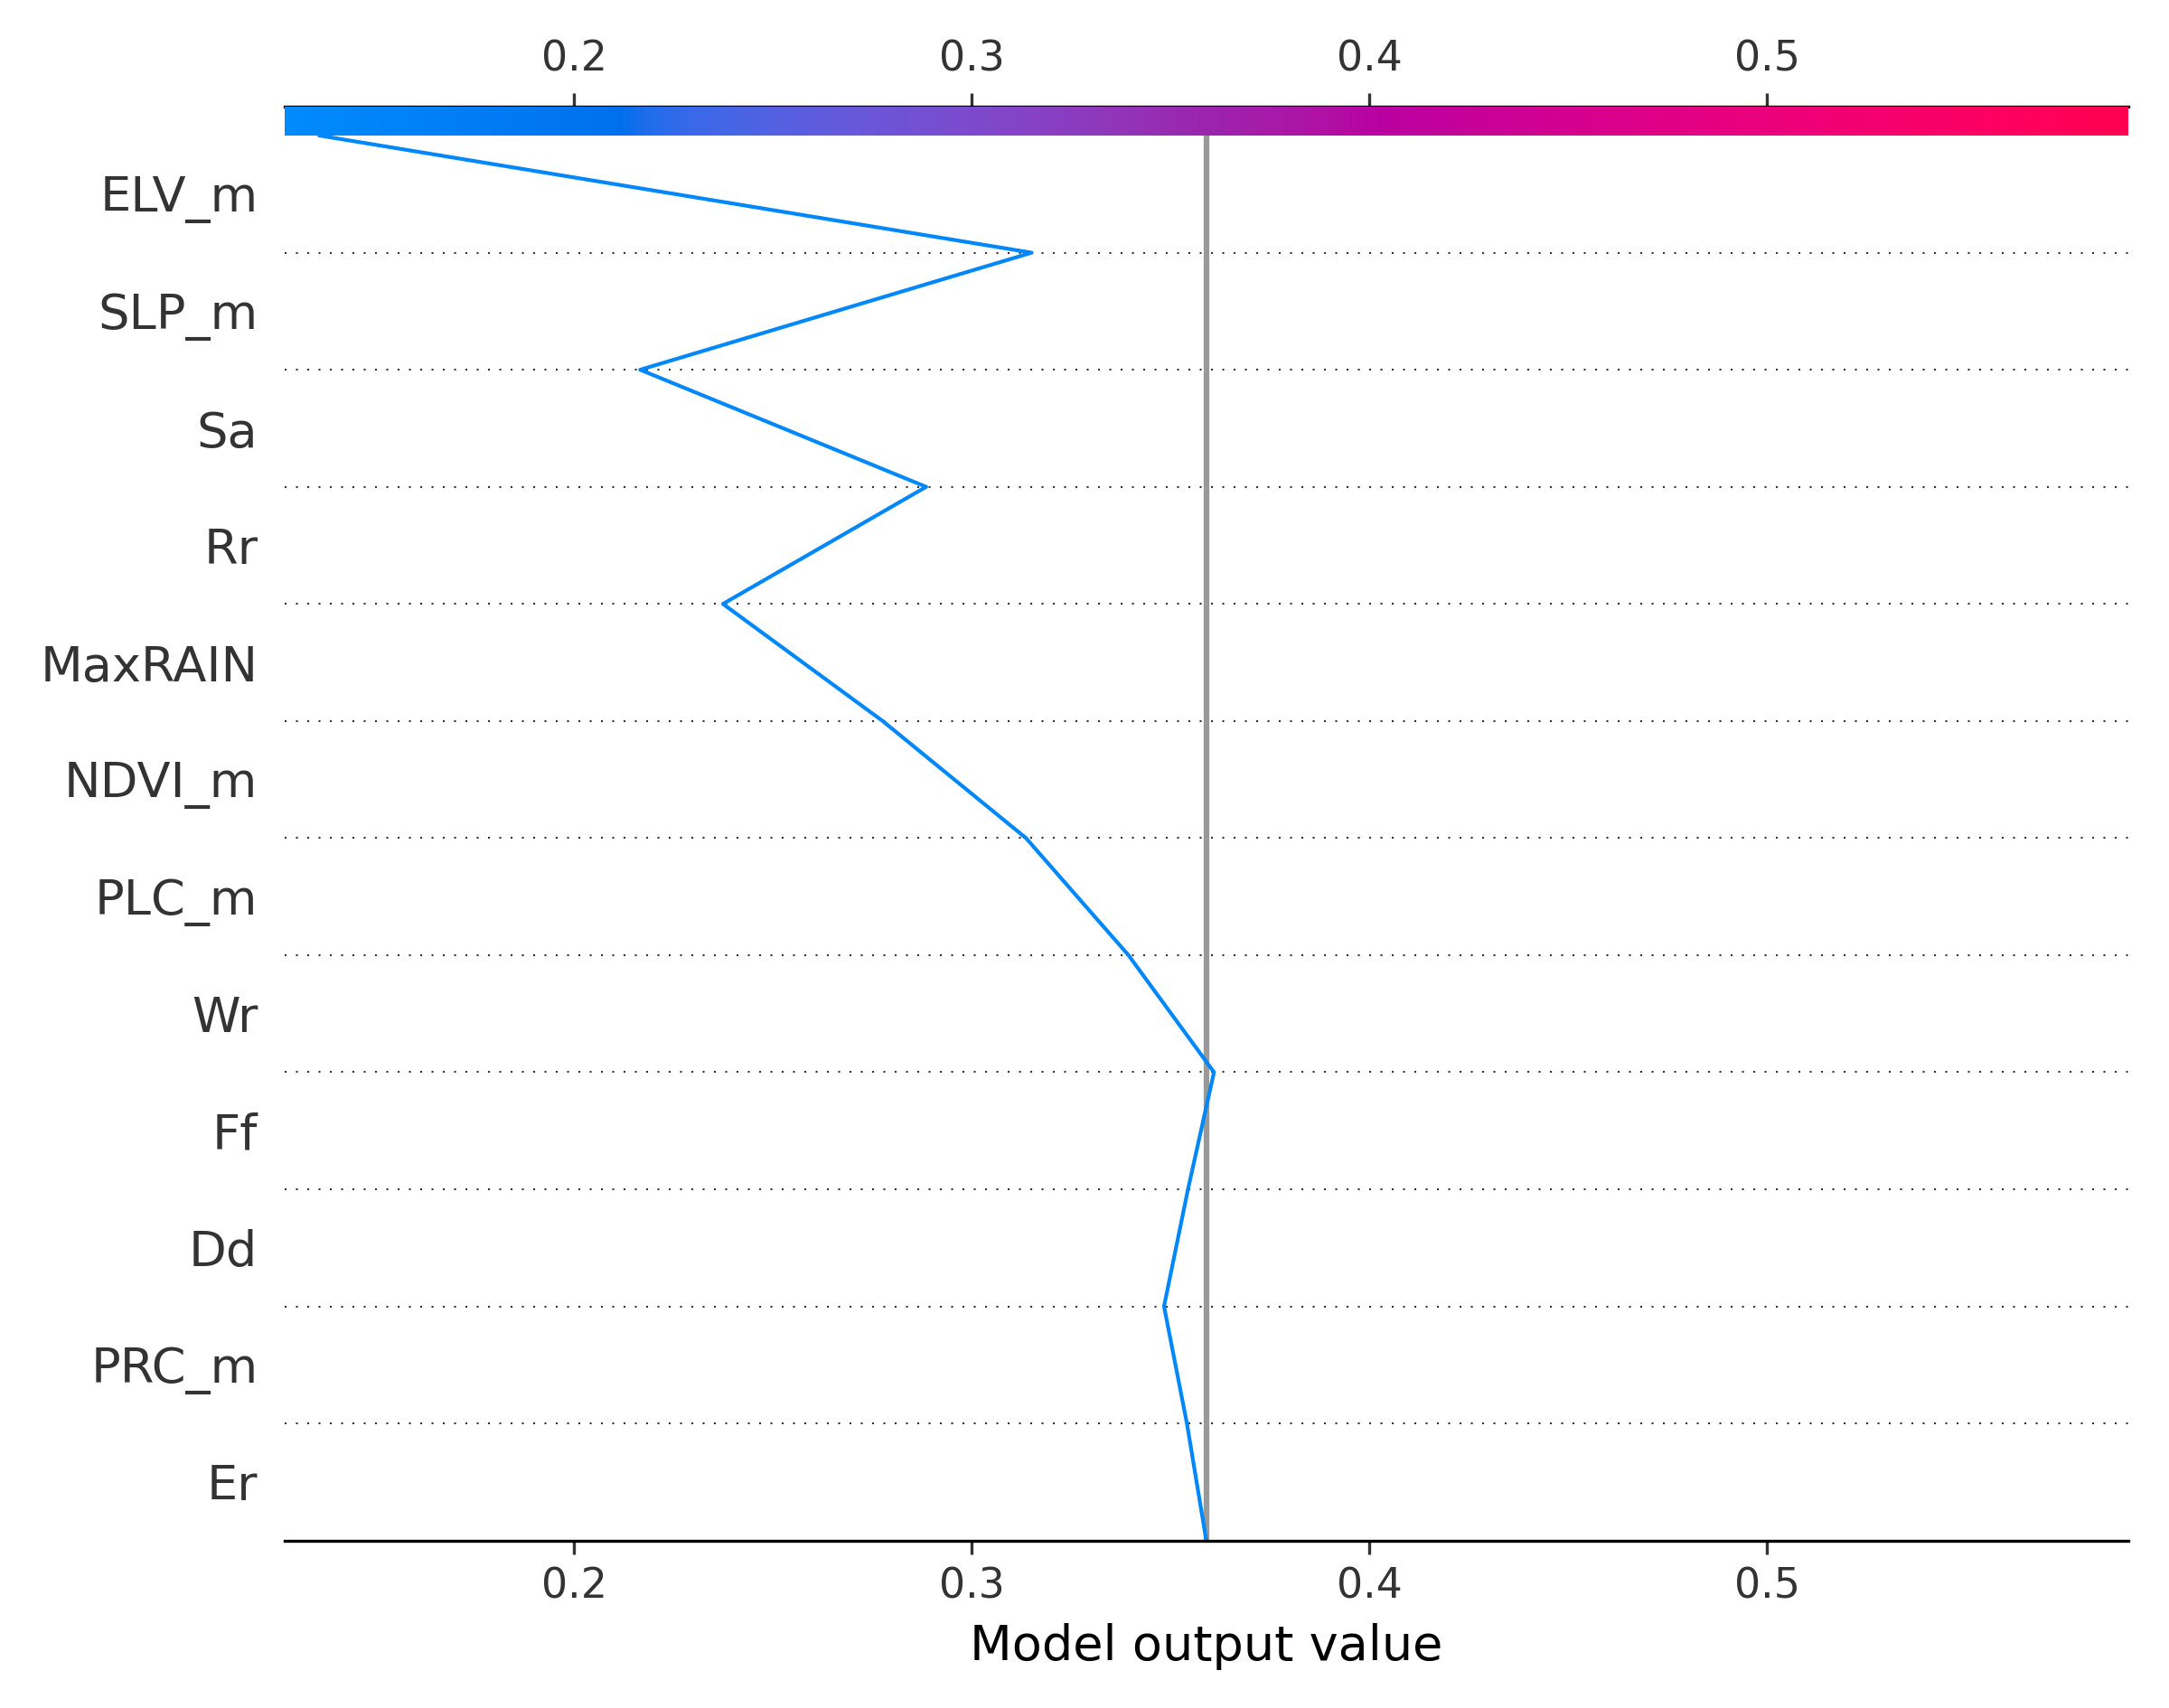 0.2 0.3 0.4 0.5
ELV_m
SLP_m
Sa
Rr
MaxRAIN
NDVI_m
PLC_m
Wr
Ff
Dd
PRC_m
Er
0.2 0.3 0.4 0.5
Model output value